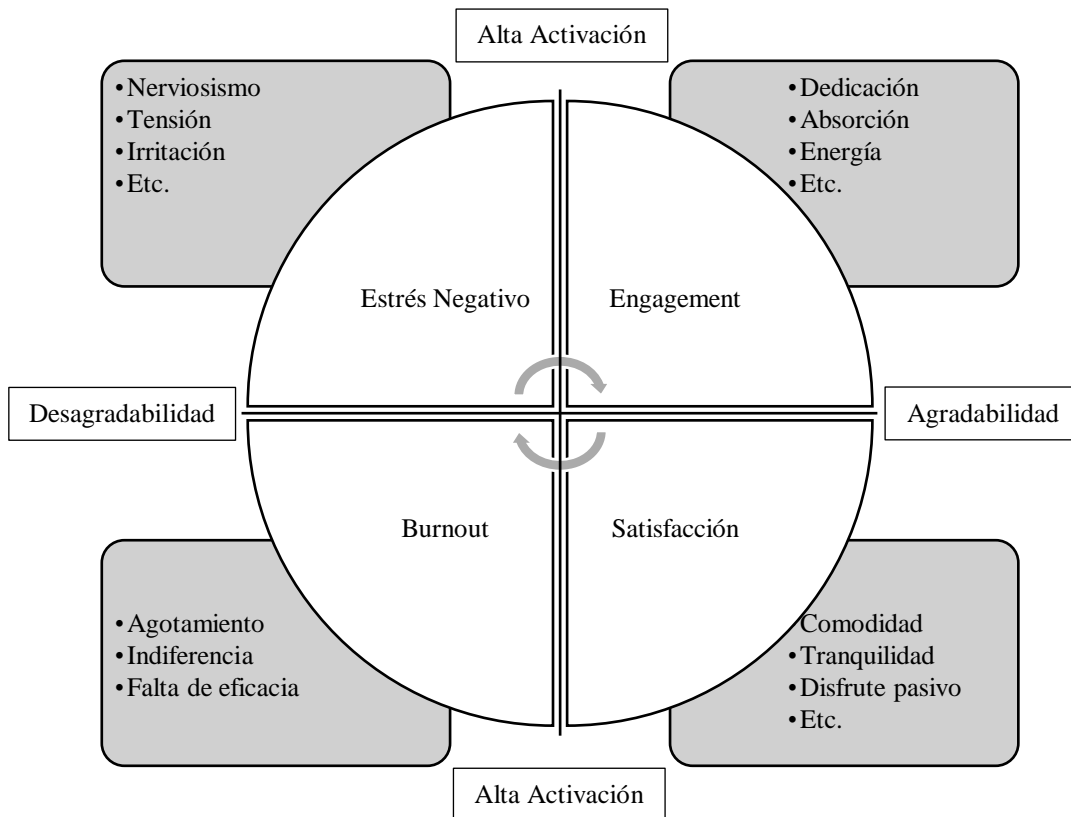 Alta Activación
•Nerviosismo
•Tensión
•Irritación
•Etc.
•Dedicación
•Absorción
•Energía
•Etc.
Estrés Negativo
Engagement
Desagradabilidad
Agradabilidad
Burnout
Satisfacción
•Agotamiento
•Indiferencia
•Falta de eficacia
Comodidad
•Tranquilidad
•Disfrute pasivo
•Etc.
Alta Activación